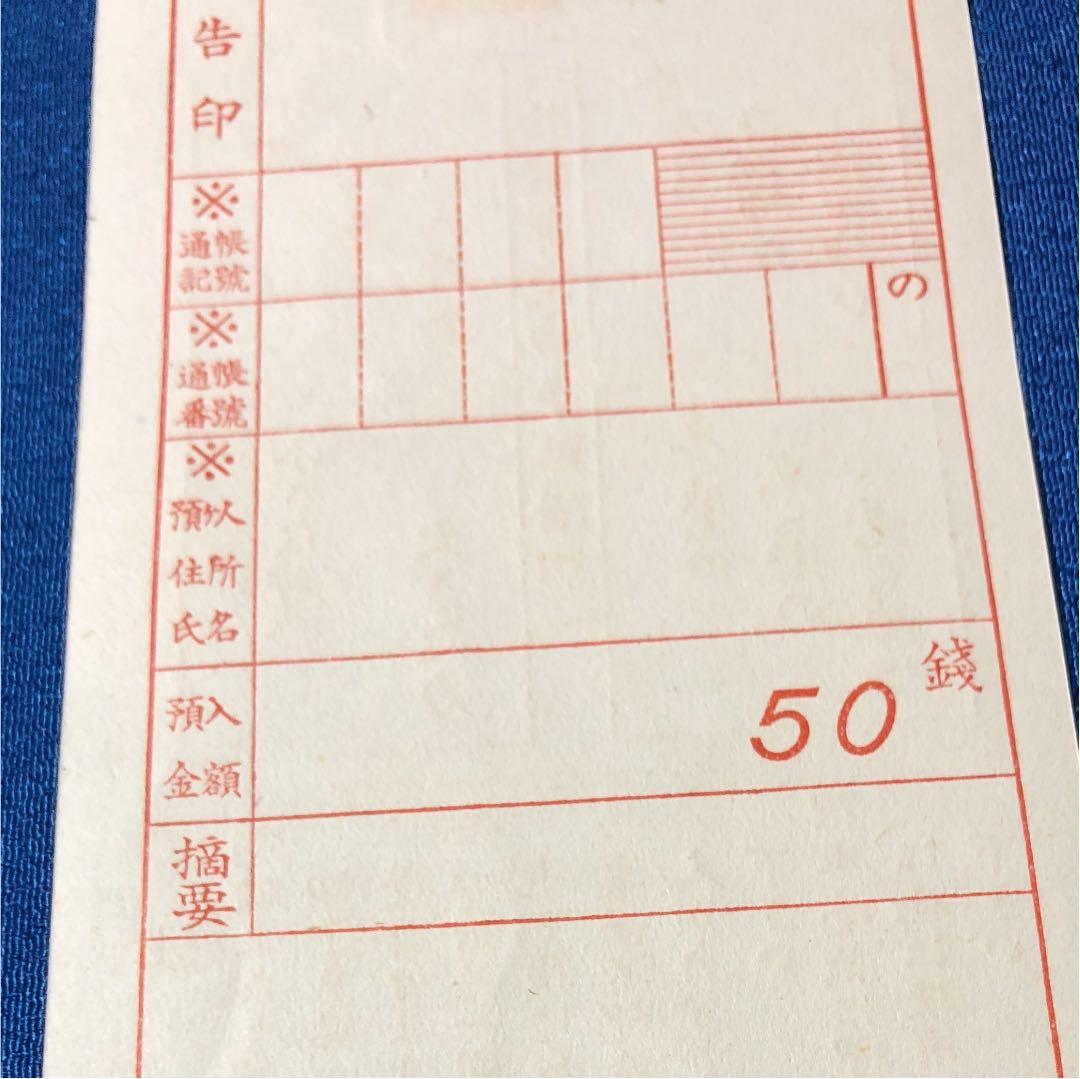 告
印
※
通帳
記號
の
※
通帳
番號
※
預ケ人
住所
氏名
預入
金額
50
錢
摘
要